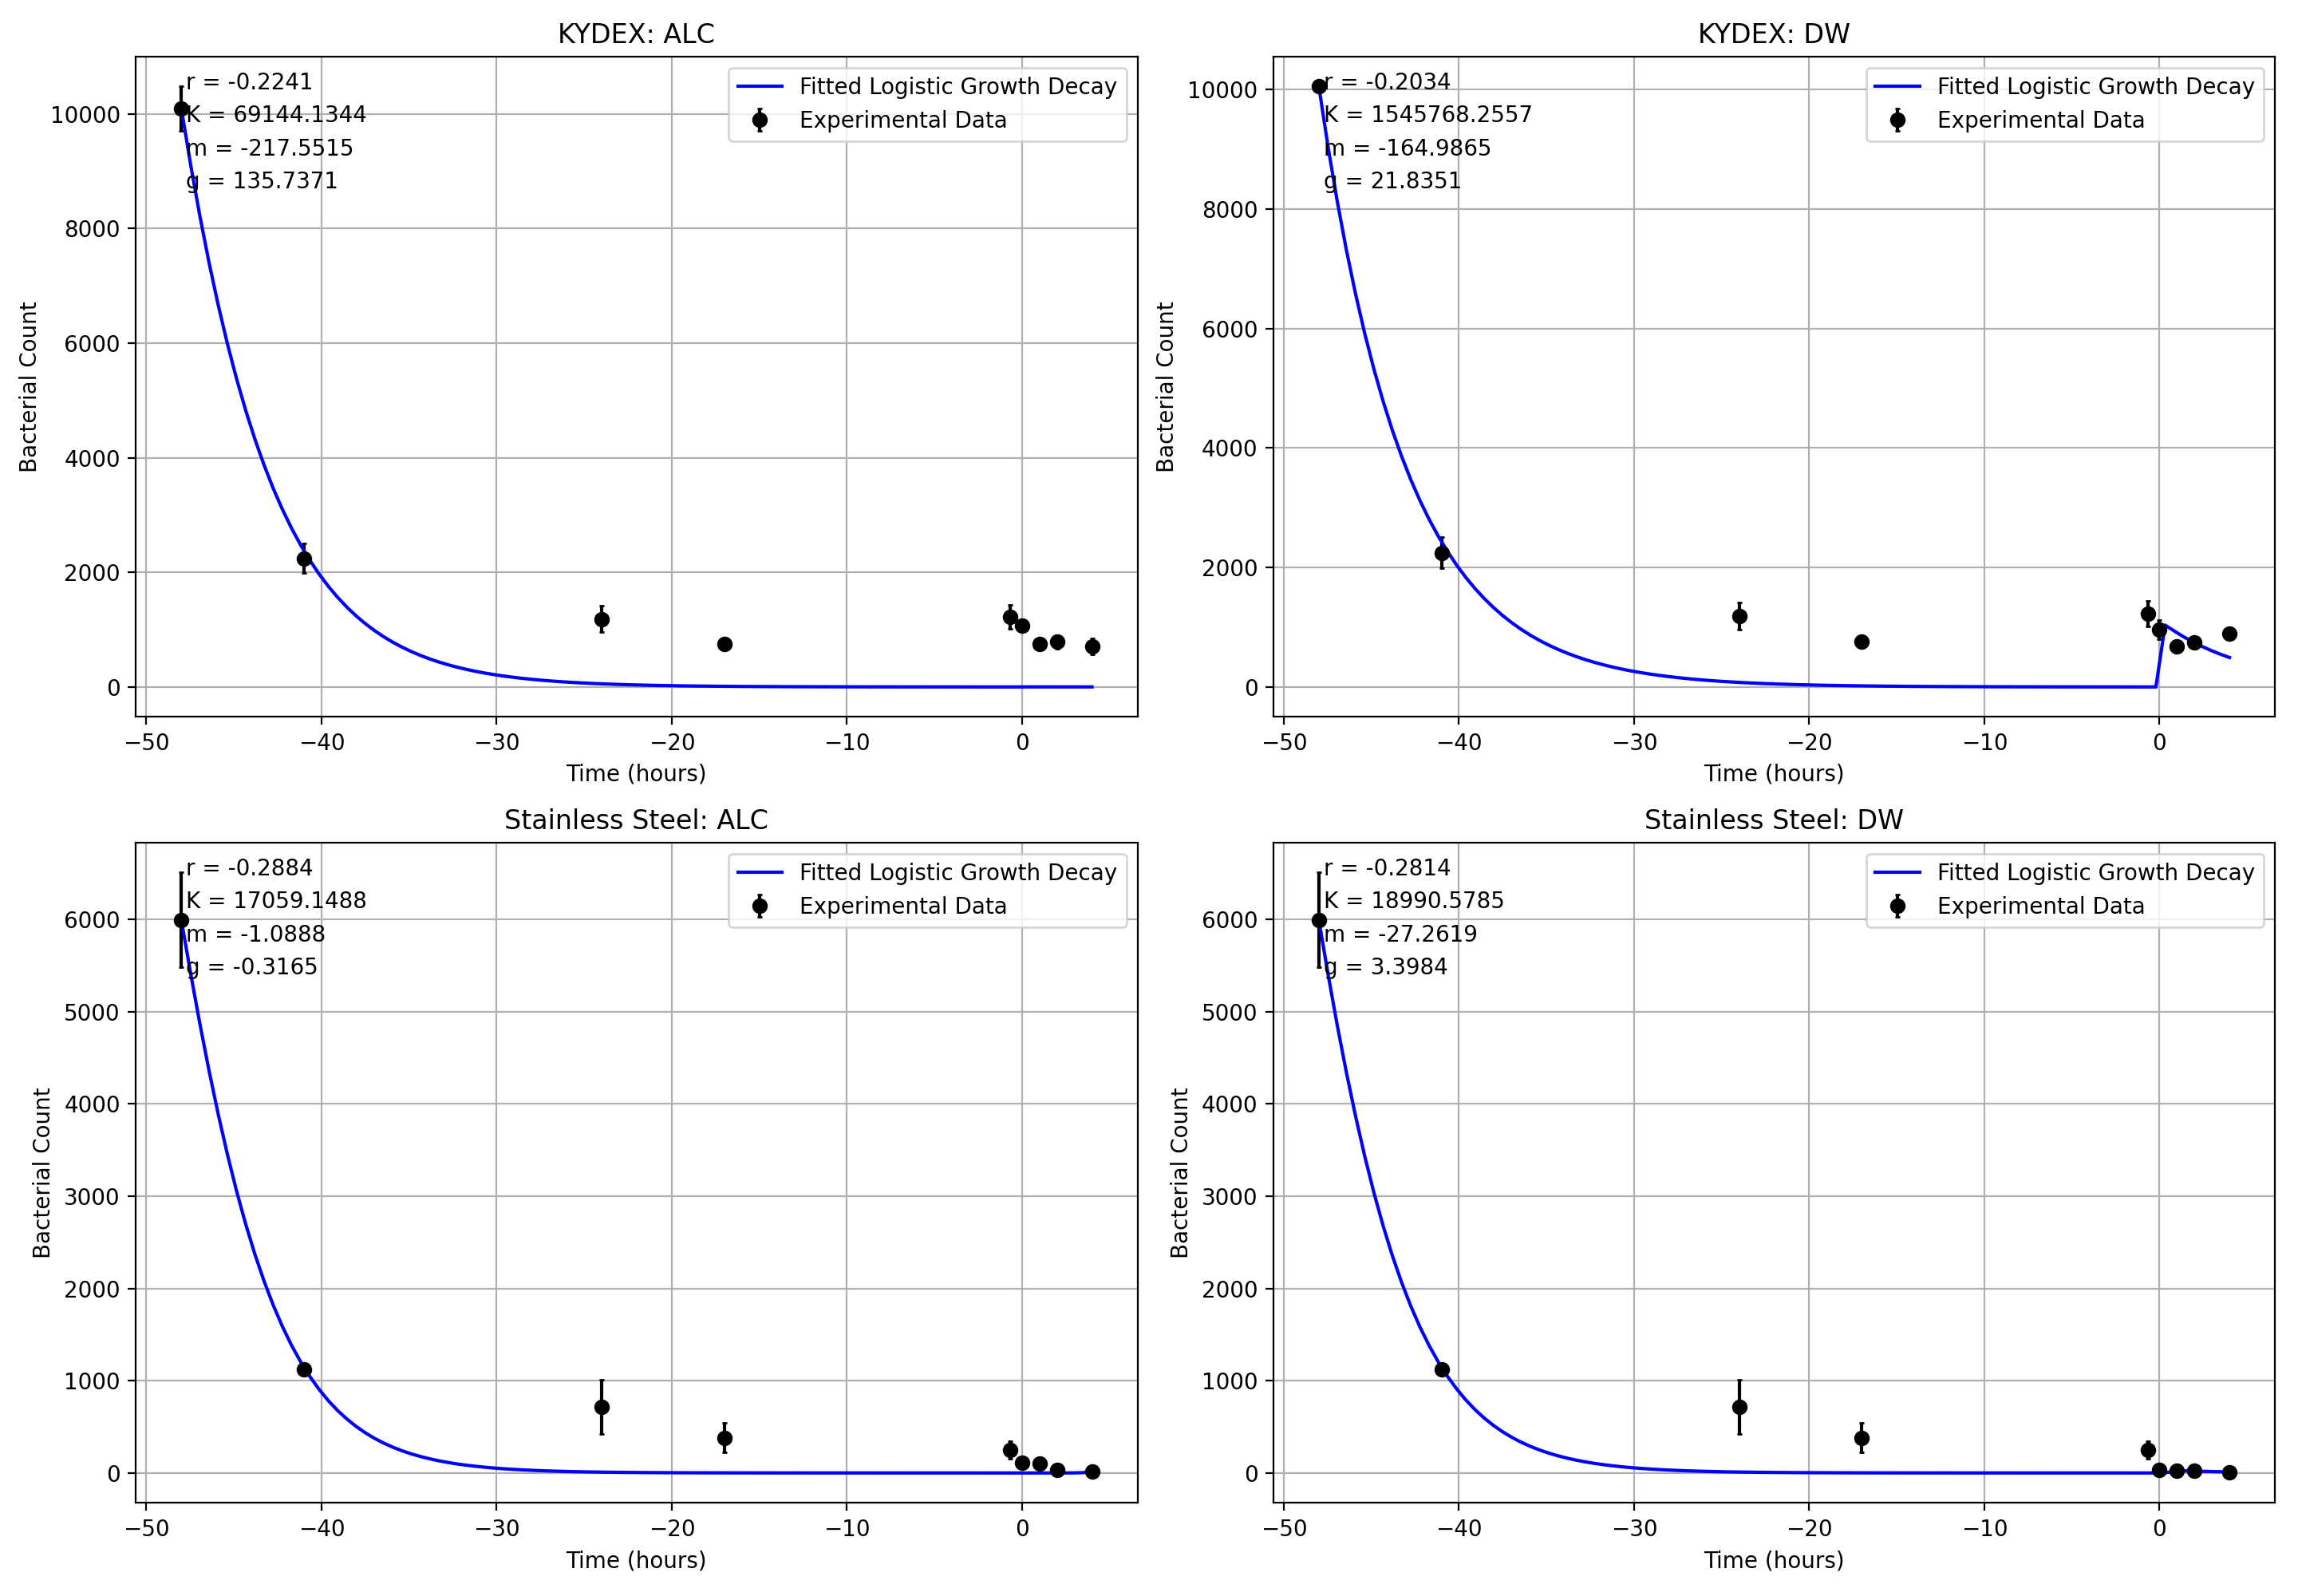 KYDEX: ALC
r = -0.2241
K = 69144.1344
m = -217.5515
g = 135.7371
Fitted Logistic Growth Decay
Experimental Data
10000
8000
6000
4000
2000
0
Bacterial Count
−50 −40 −30 −20 −10 0
Time (hours)
KYDEX: DW
r = -0.2034
K = 1545768.2557
m = -164.9865
g = 21.8351
Fitted Logistic Growth Decay
Experimental Data
10000
8000
6000
4000
2000
0
Bacterial Count
−50 −40 −30 −20 −10 0
Time (hours)
Stainless Steel: ALC
r = -0.2884
K = 17059.1488
m = -1.0888
g = -0.3165
Fitted Logistic Growth Decay
Experimental Data
6000
5000
4000
3000
2000
1000
0
Bacterial Count
−50 −40 −30 −20 −10 0
Time (hours)
Stainless Steel: DW
r = -0.2814
K = 18990.5785
m = -27.2619
g = 3.3984
Fitted Logistic Growth Decay
Experimental Data
6000
5000
4000
3000
2000
1000
0
Bacterial Count
−50 −40 −30 −20 −10 0
Time (hours)